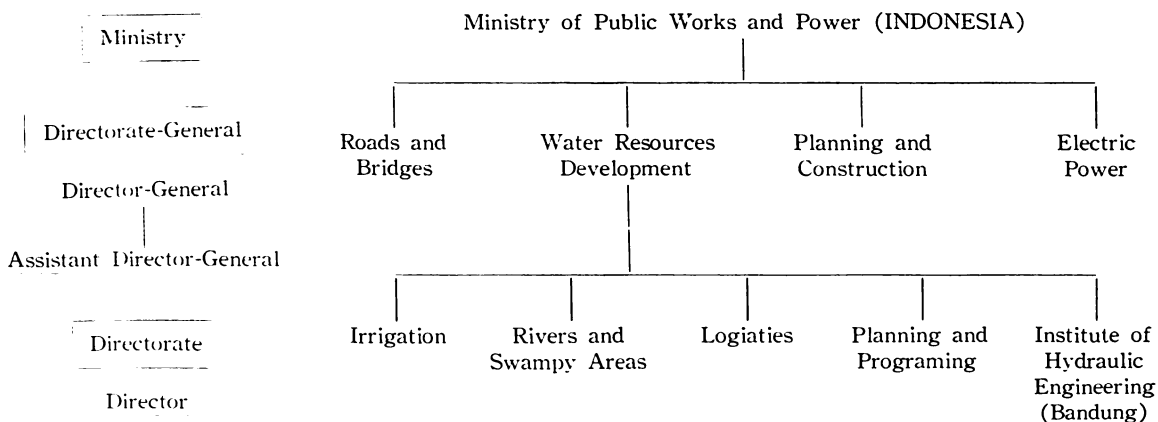 Ministry
Ministry of Public Works and Power (INDONESIA)
Directorate-General
Roads and
Bridges
Water Resources
Development
Planning and
Construction
Electric
Power
Director-General
Assistant Director-General
Irrigation
Rivers and
Swampy Areas
Logiaties
Planning and
Programing
Institute of
Hydraulic
Engineering
(Bandung)
Directorate
Director